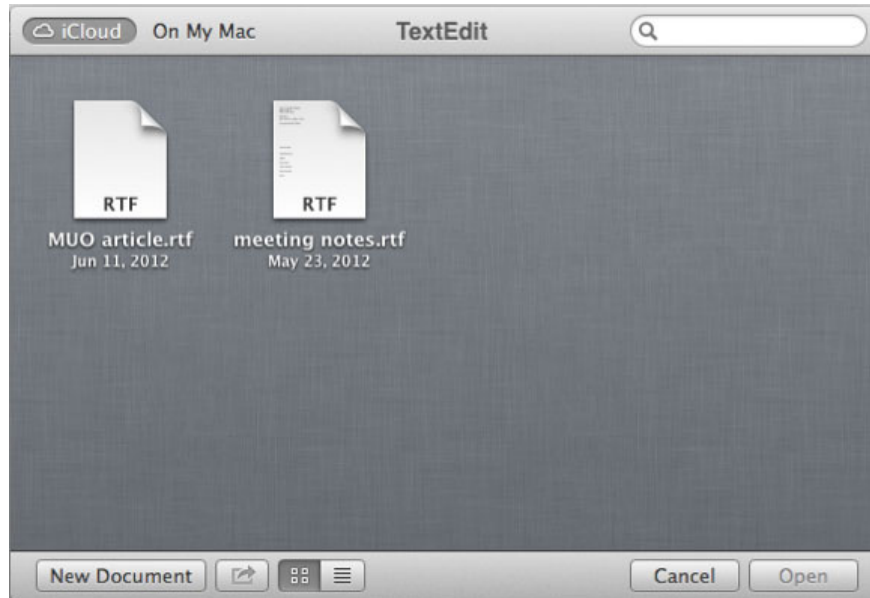 iCloud On My Mac TextEdit
RTF RTF
MUO article.rtf meeting notes.rtf
Jun 11, 2012 May 23, 2012
New Document Cancel Open